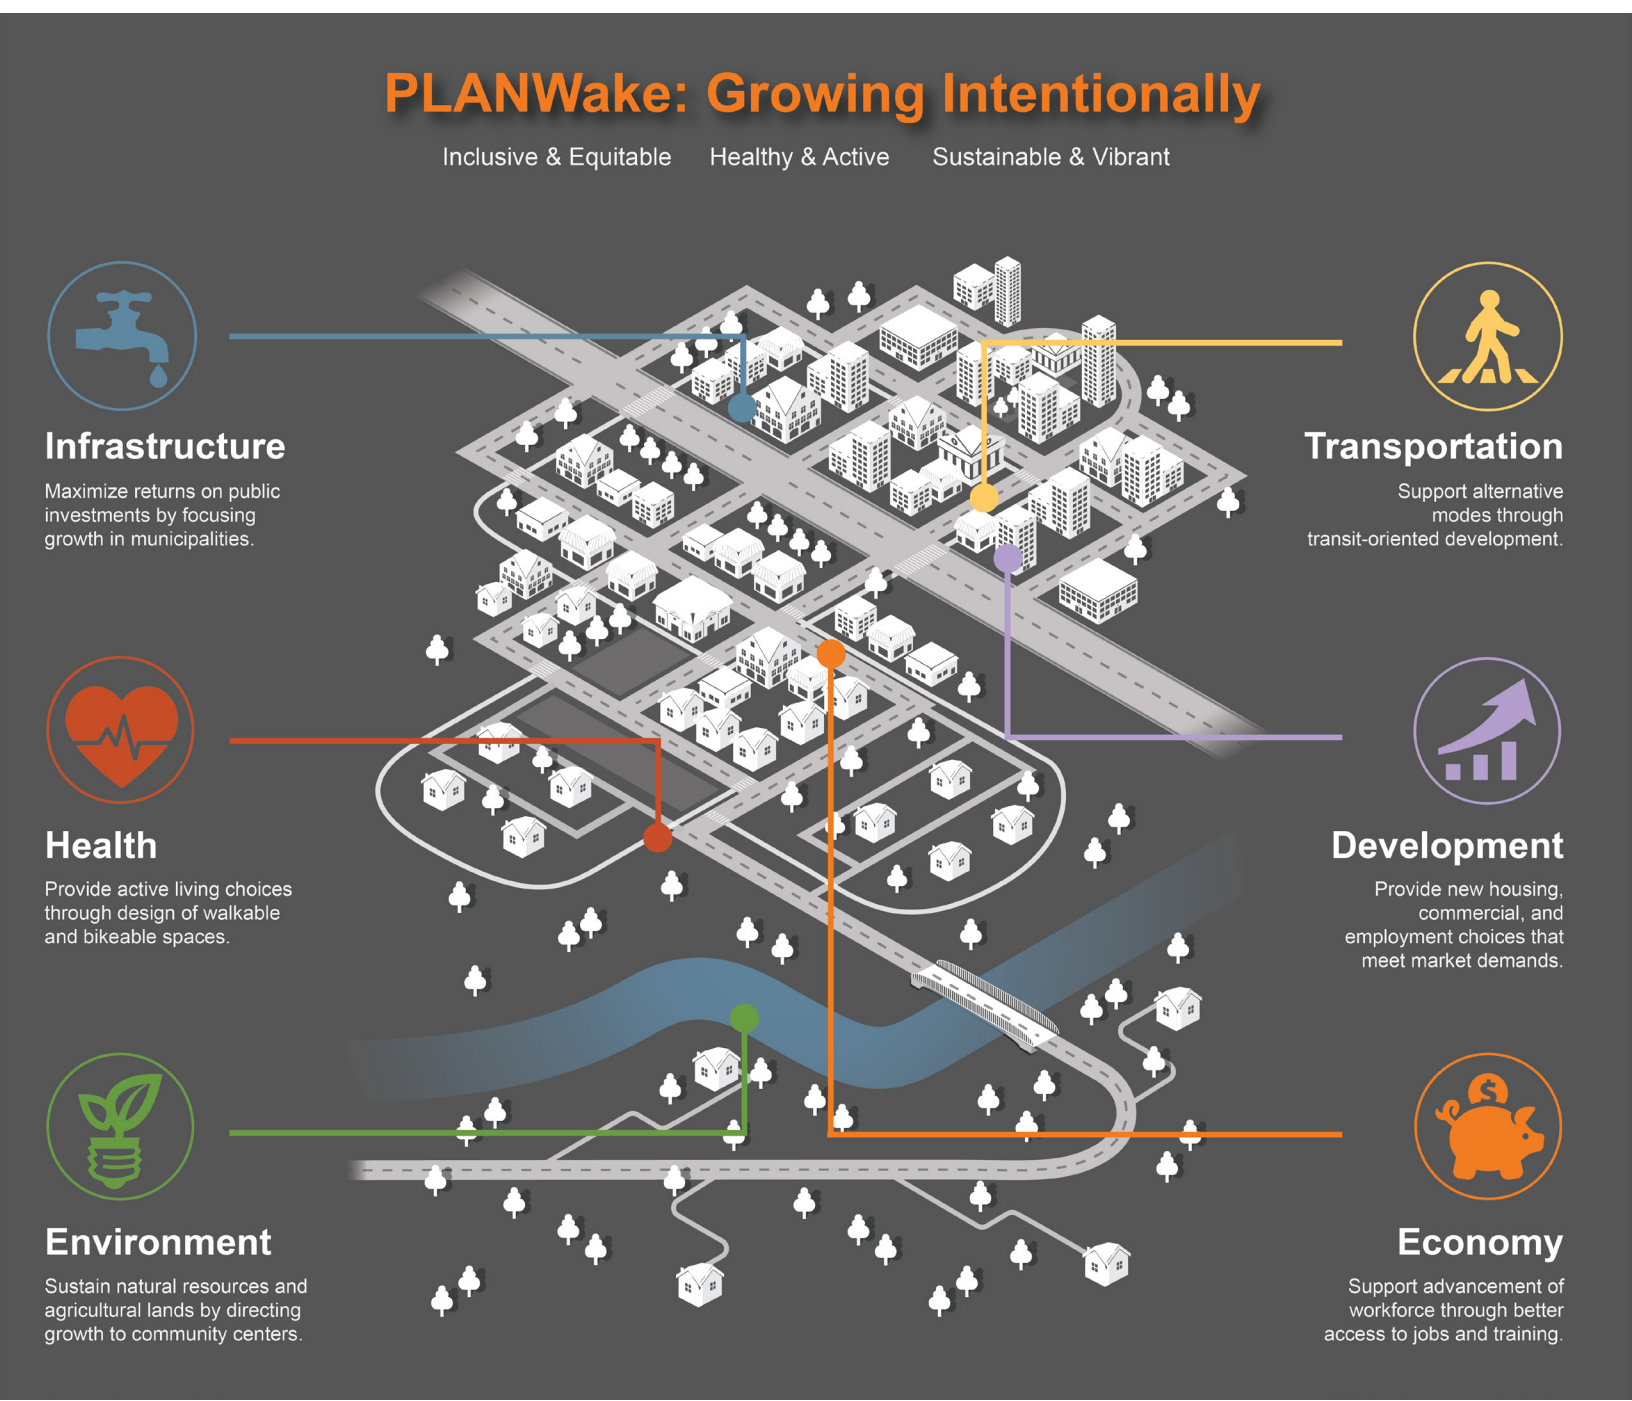 PLANWake: Growing Intentionally
Inclusive & Equitable Healthy & Active Sustainable & Vibrant
Infrastructure
Maximize returns on public
investments by focusing
growth in municipalities.
Transportation
Support alternative
modes through
transit-oriented development.
Health
Provide active living choices
through design of walkable
and bikeable spaces.
Development
Provide new housing,
commercial, and
employment choices that
meet market demands.
Environment
Sustain natural resources and
agricultural lands by directing
growth to community centers.
$
Economy
Support advancement of
workforce through better
access to jobs and training.